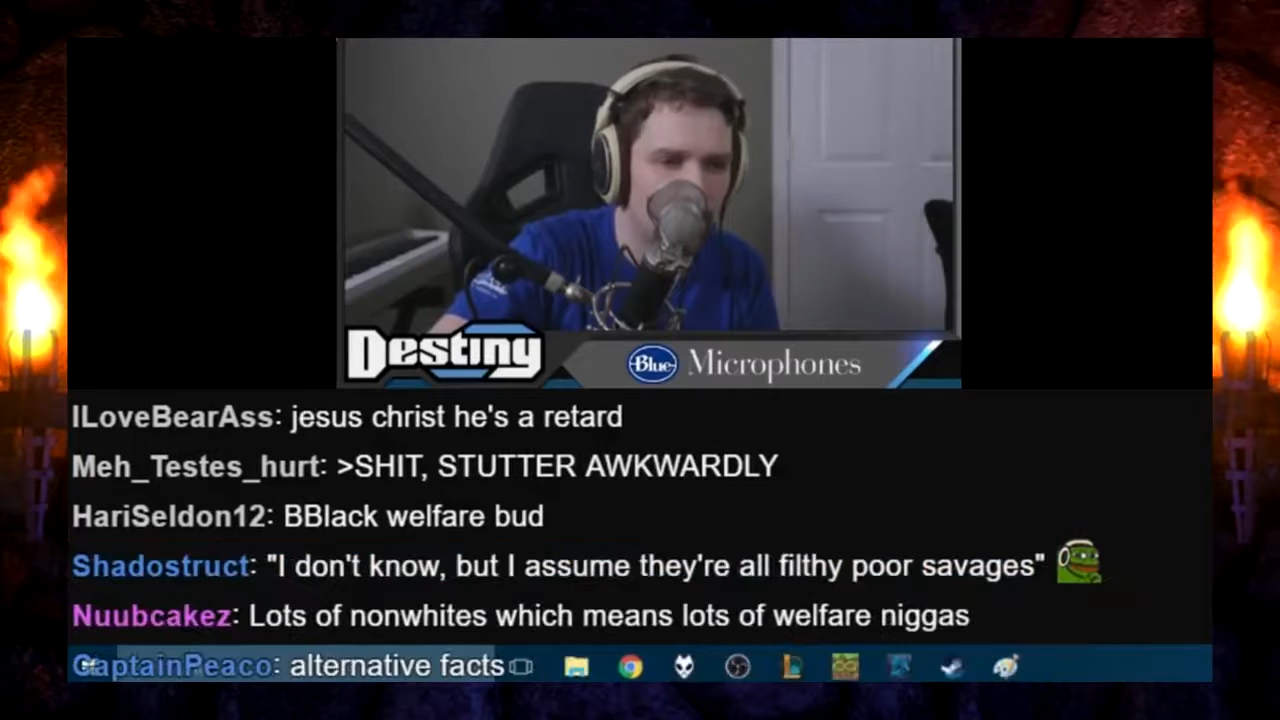 Destiny
Blue Microphones
ILoveBearAss: jesus christ he's a retard
Meh_Testes_hurt: >SHIT, STUTTER AWKWARDLY
HariSeldon12: BBlack welfare bud
Shadostruct: "I don't know, but I assume they're all filthy poor savages"
Nuubcakez: Lots of nonwhites which means lots of welfare niggas
CaptainPeaco: alternative facts